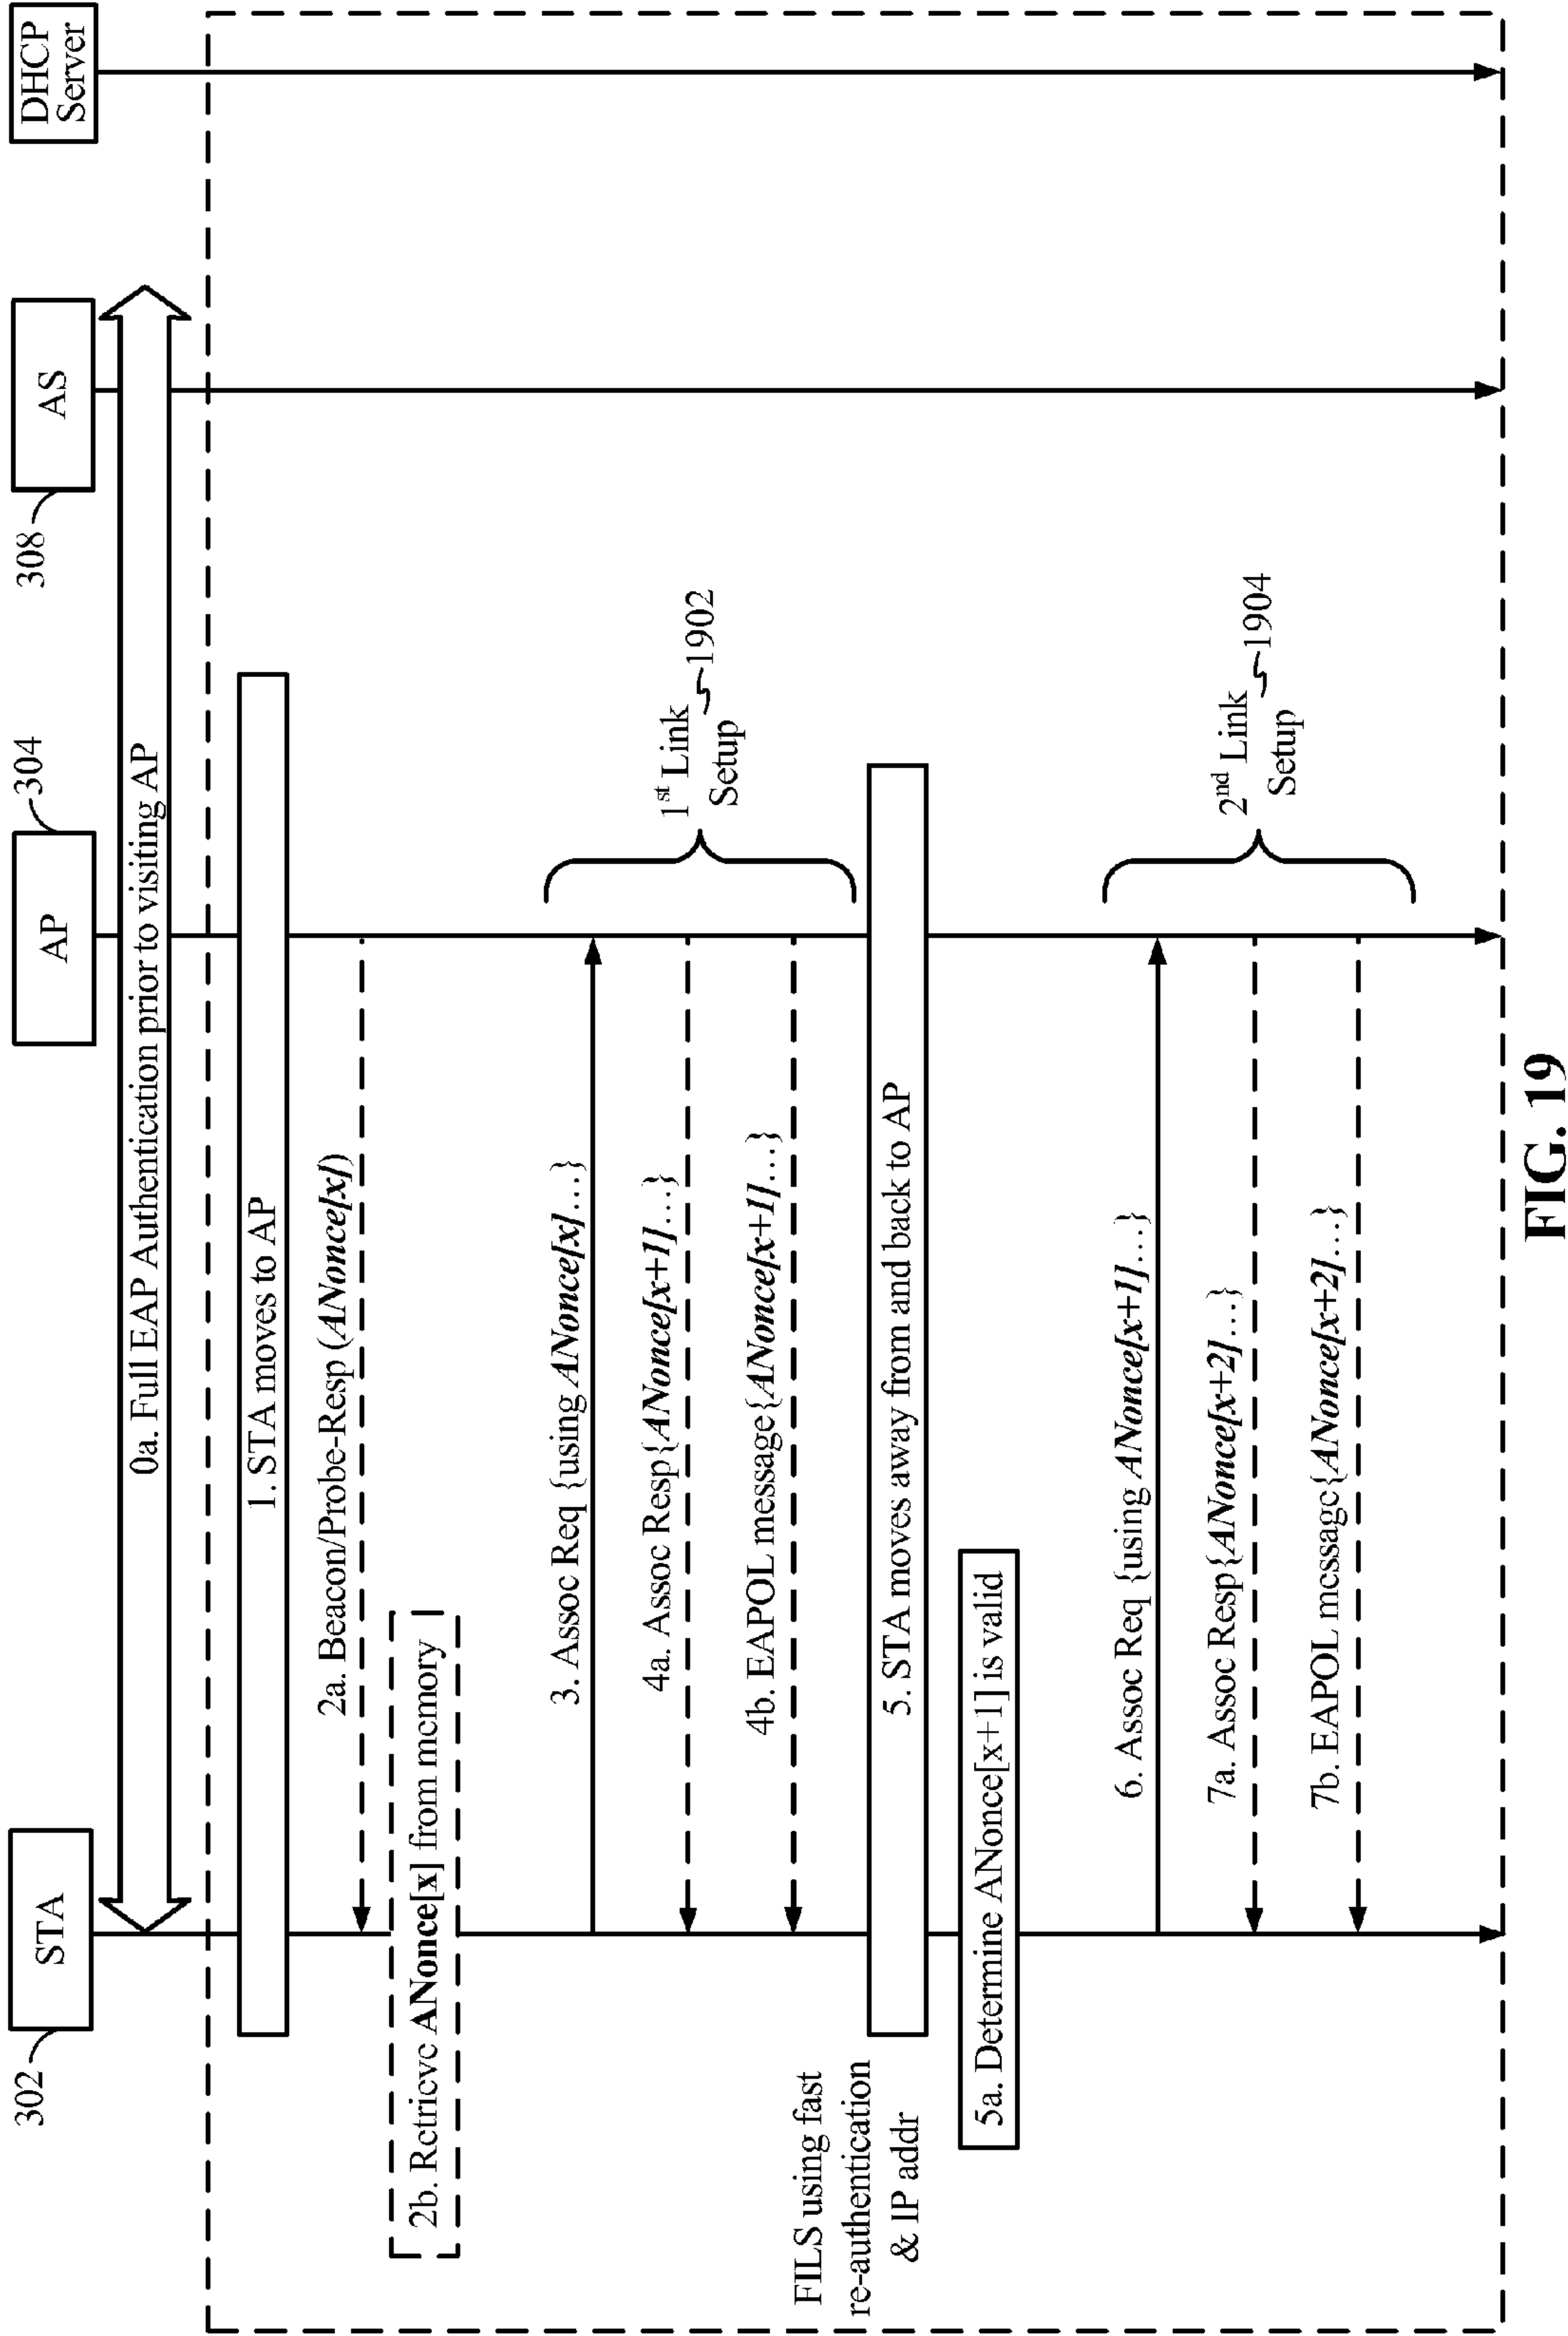 STA
AP
AS
DHCP
Server
302
304
308
0a. Full EAP Authentication prior to visiting AP
1. STA moves to AP
2a. Beacon/Probe-Resp (ANonce[x])
2b. Retrieve ANonce[x] from memory
3. Assoc Req {using ANonce[x]…}
4a. Assoc Resp{ANonce[x+1]…}
4b. EAPOL message{ANonce[x+1]…}
1st Link
Setup
1902
FILS using fast
re-authentication
& IP addr
5. STA moves away from and back to AP
5a. Determine ANonce[x+1] is valid
6. Assoc Req {using ANonce[x+1]…}
7a. Assoc Resp{ANonce[x+2]…}
7b. EAPOL message{ANonce[x+2]…}
2nd Link
Setup
1904
FIG. 19